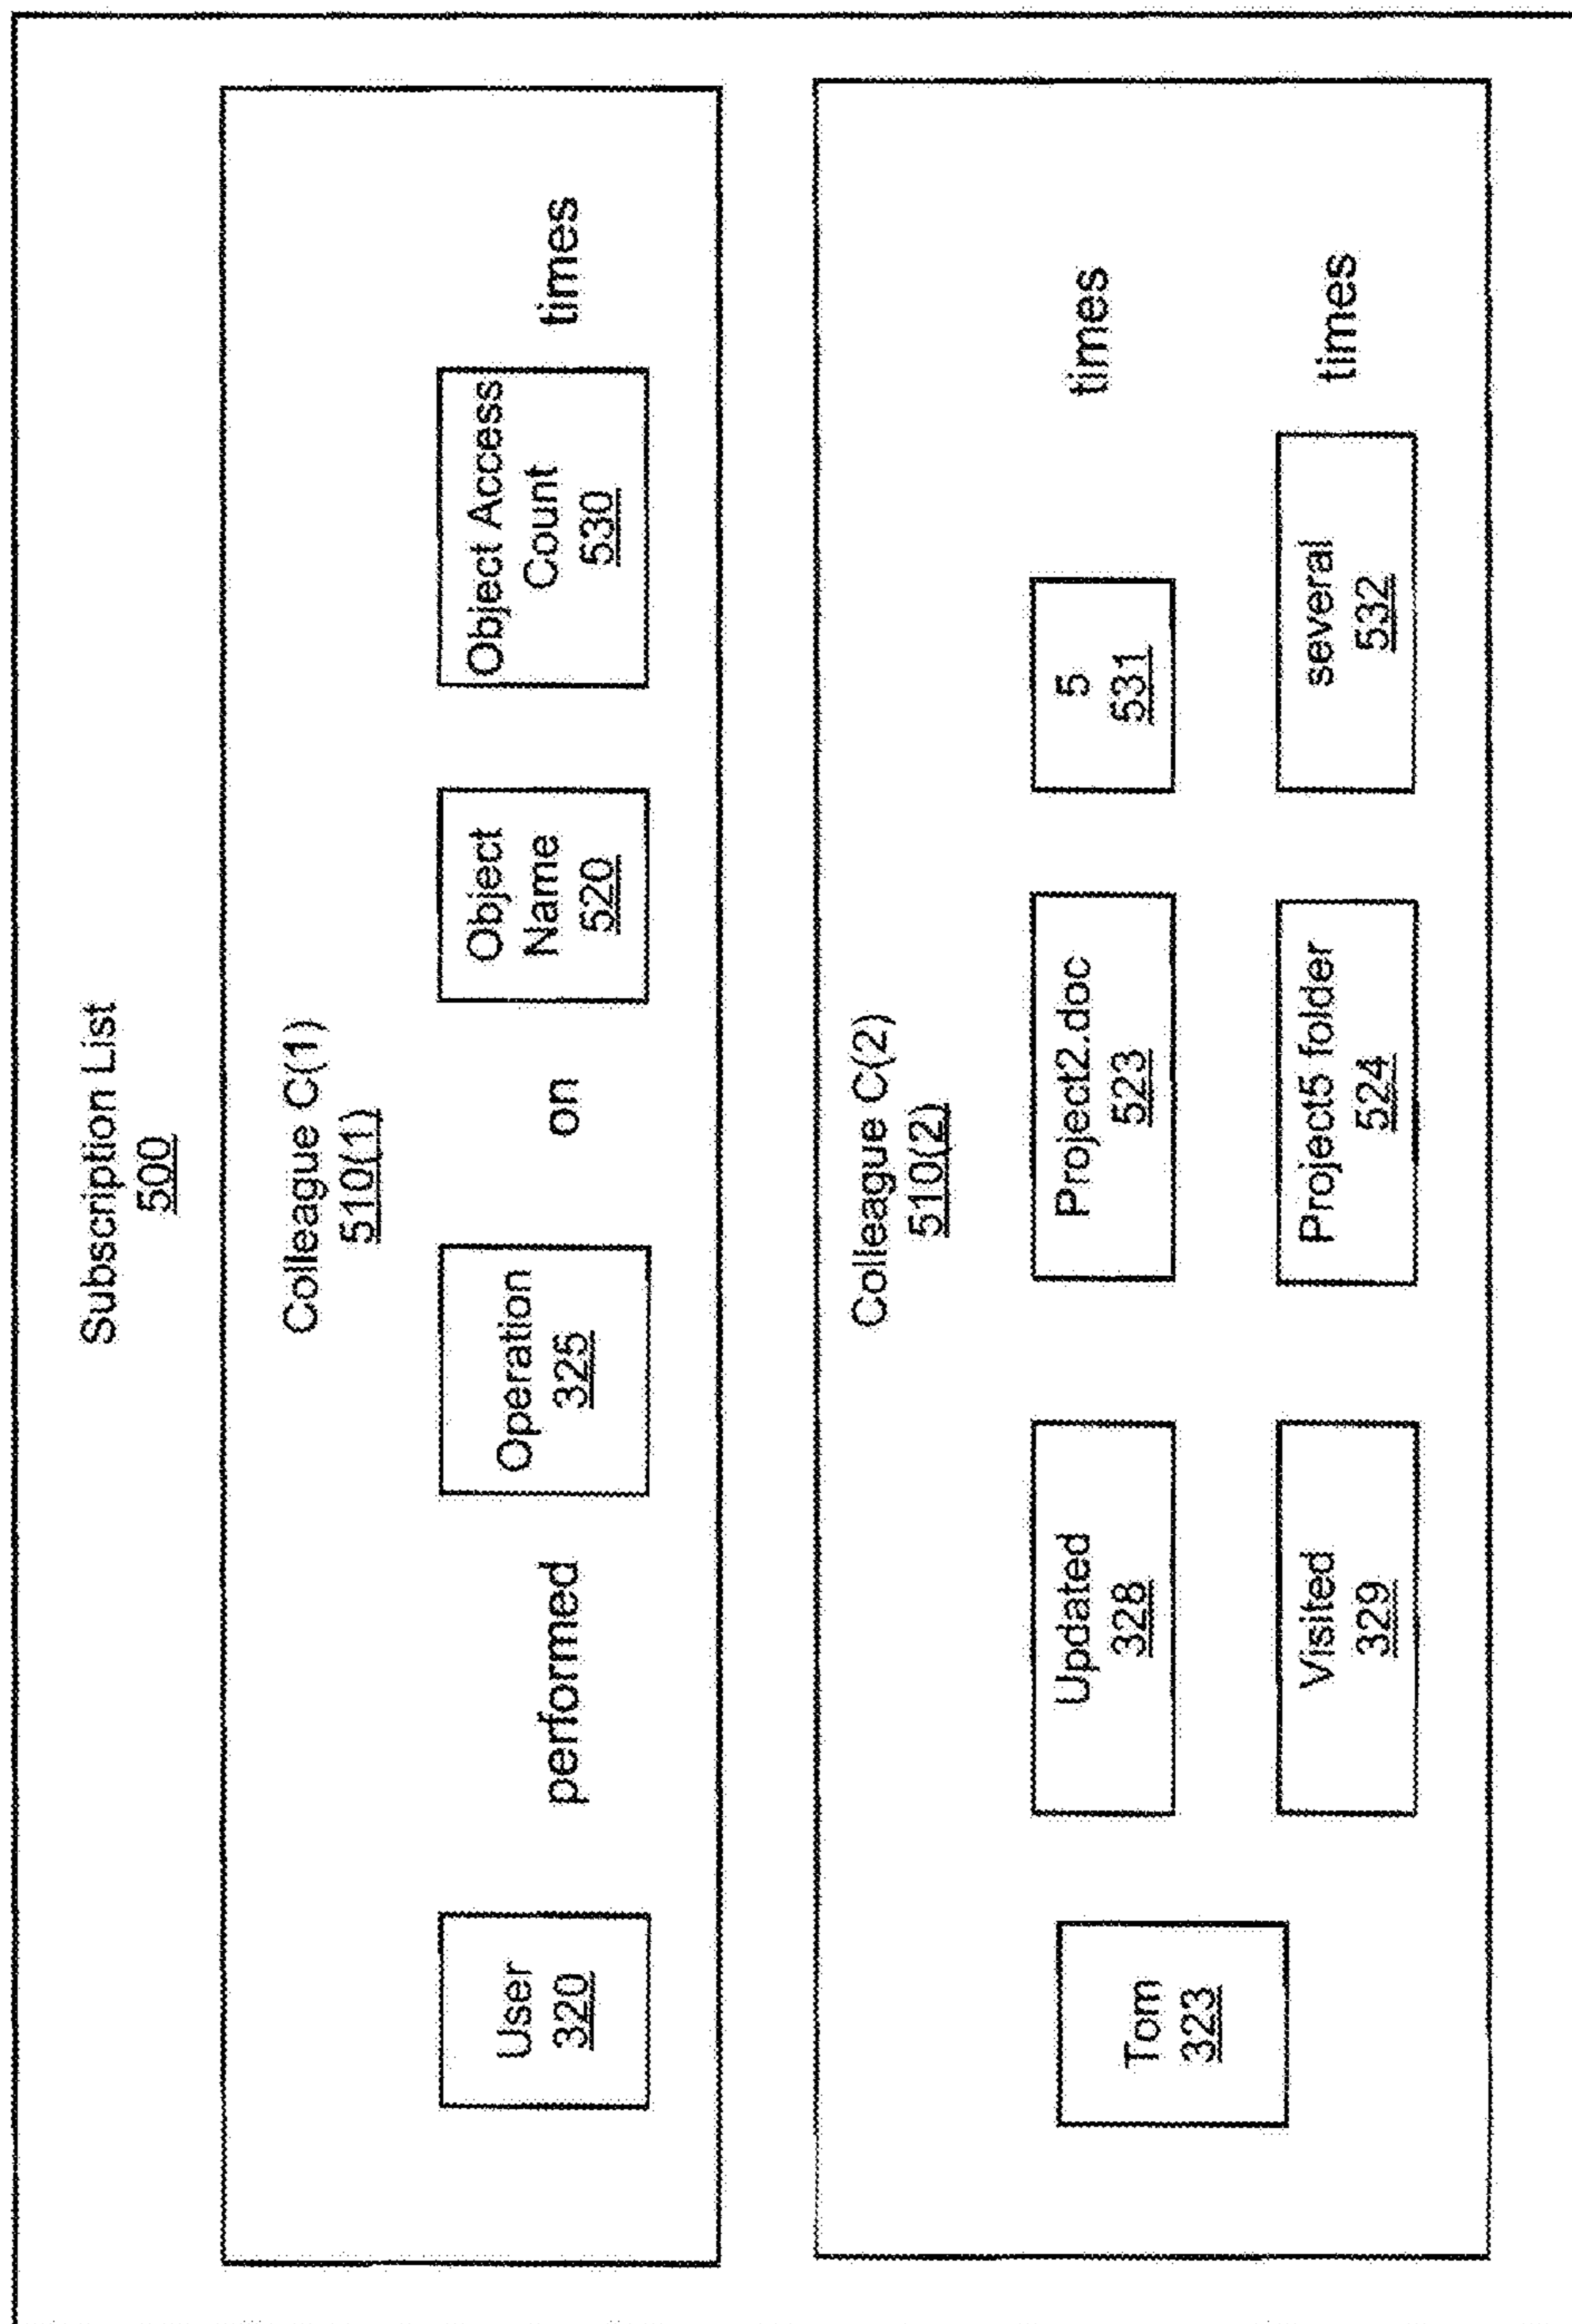 Subscription List
500
Colleague C(1)
510(1)
User
320
performed
Operation
325
on
Object
Name
520
Object Access
Count
530
times
Colleague C(2)
510(2)
Tom
323
Updated
328
Project2.doc
523
5
531
times
Visited
329
Project5 folder
524
several
532
times